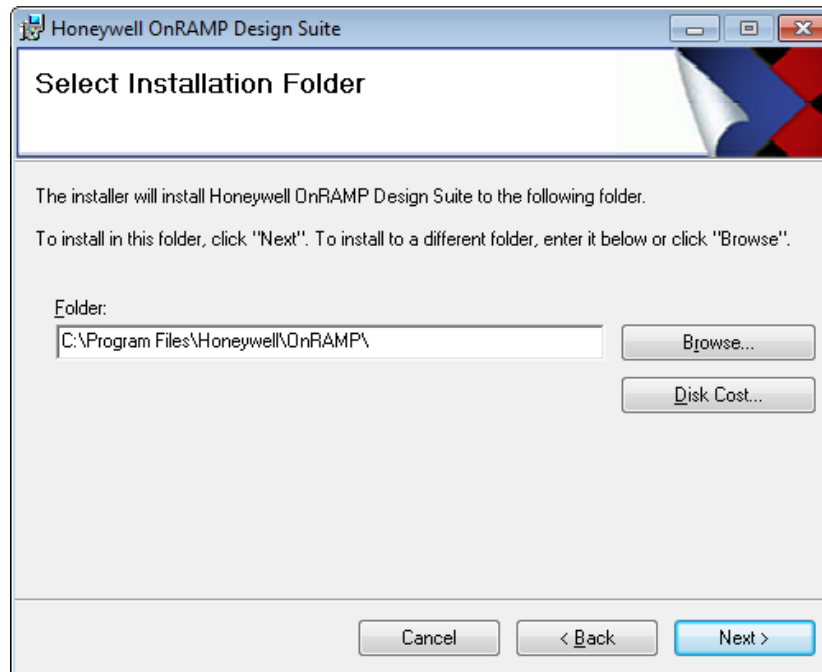 Honeywell OnRAMP Design Suite
Select Installation Folder
The installer will install Honeywell OnRAMP Design Suite to the following folder.
To install in this folder, click "Next". To install to a different folder, enter it below or click "Browse".
Folder:
C:\Program Files\Honeywell\OnRAMP\
Browse...
Disk Cost...
Cancel
< Back
Next >